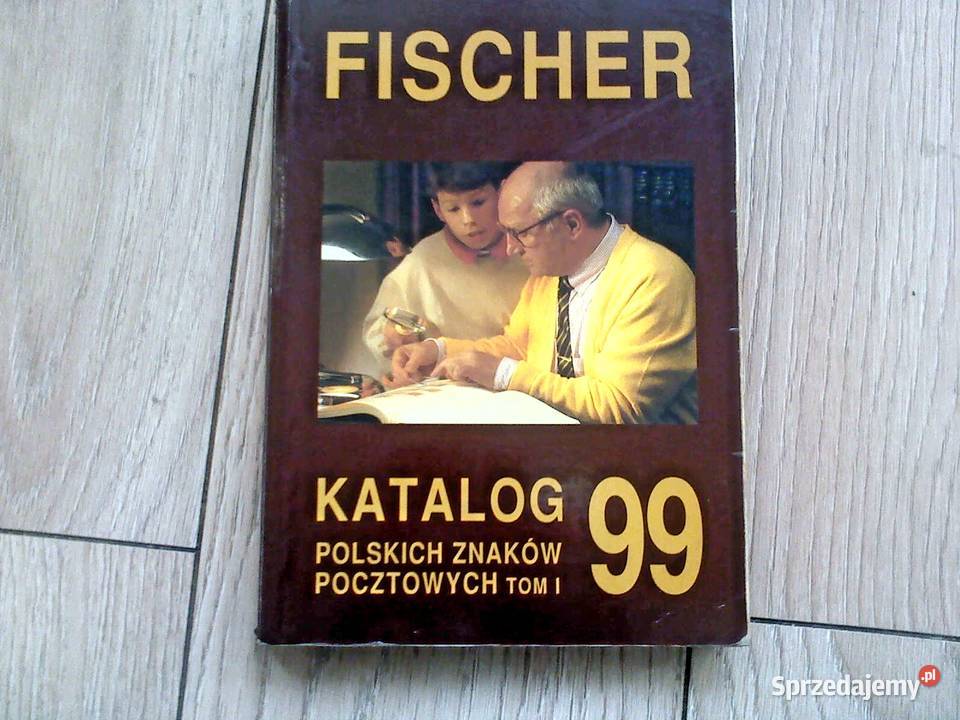 FISCHER
KATALOG
POLSKICH ZNAKÓW
POCZTOWYCH TOM I
99
Sprzedajemy.pl